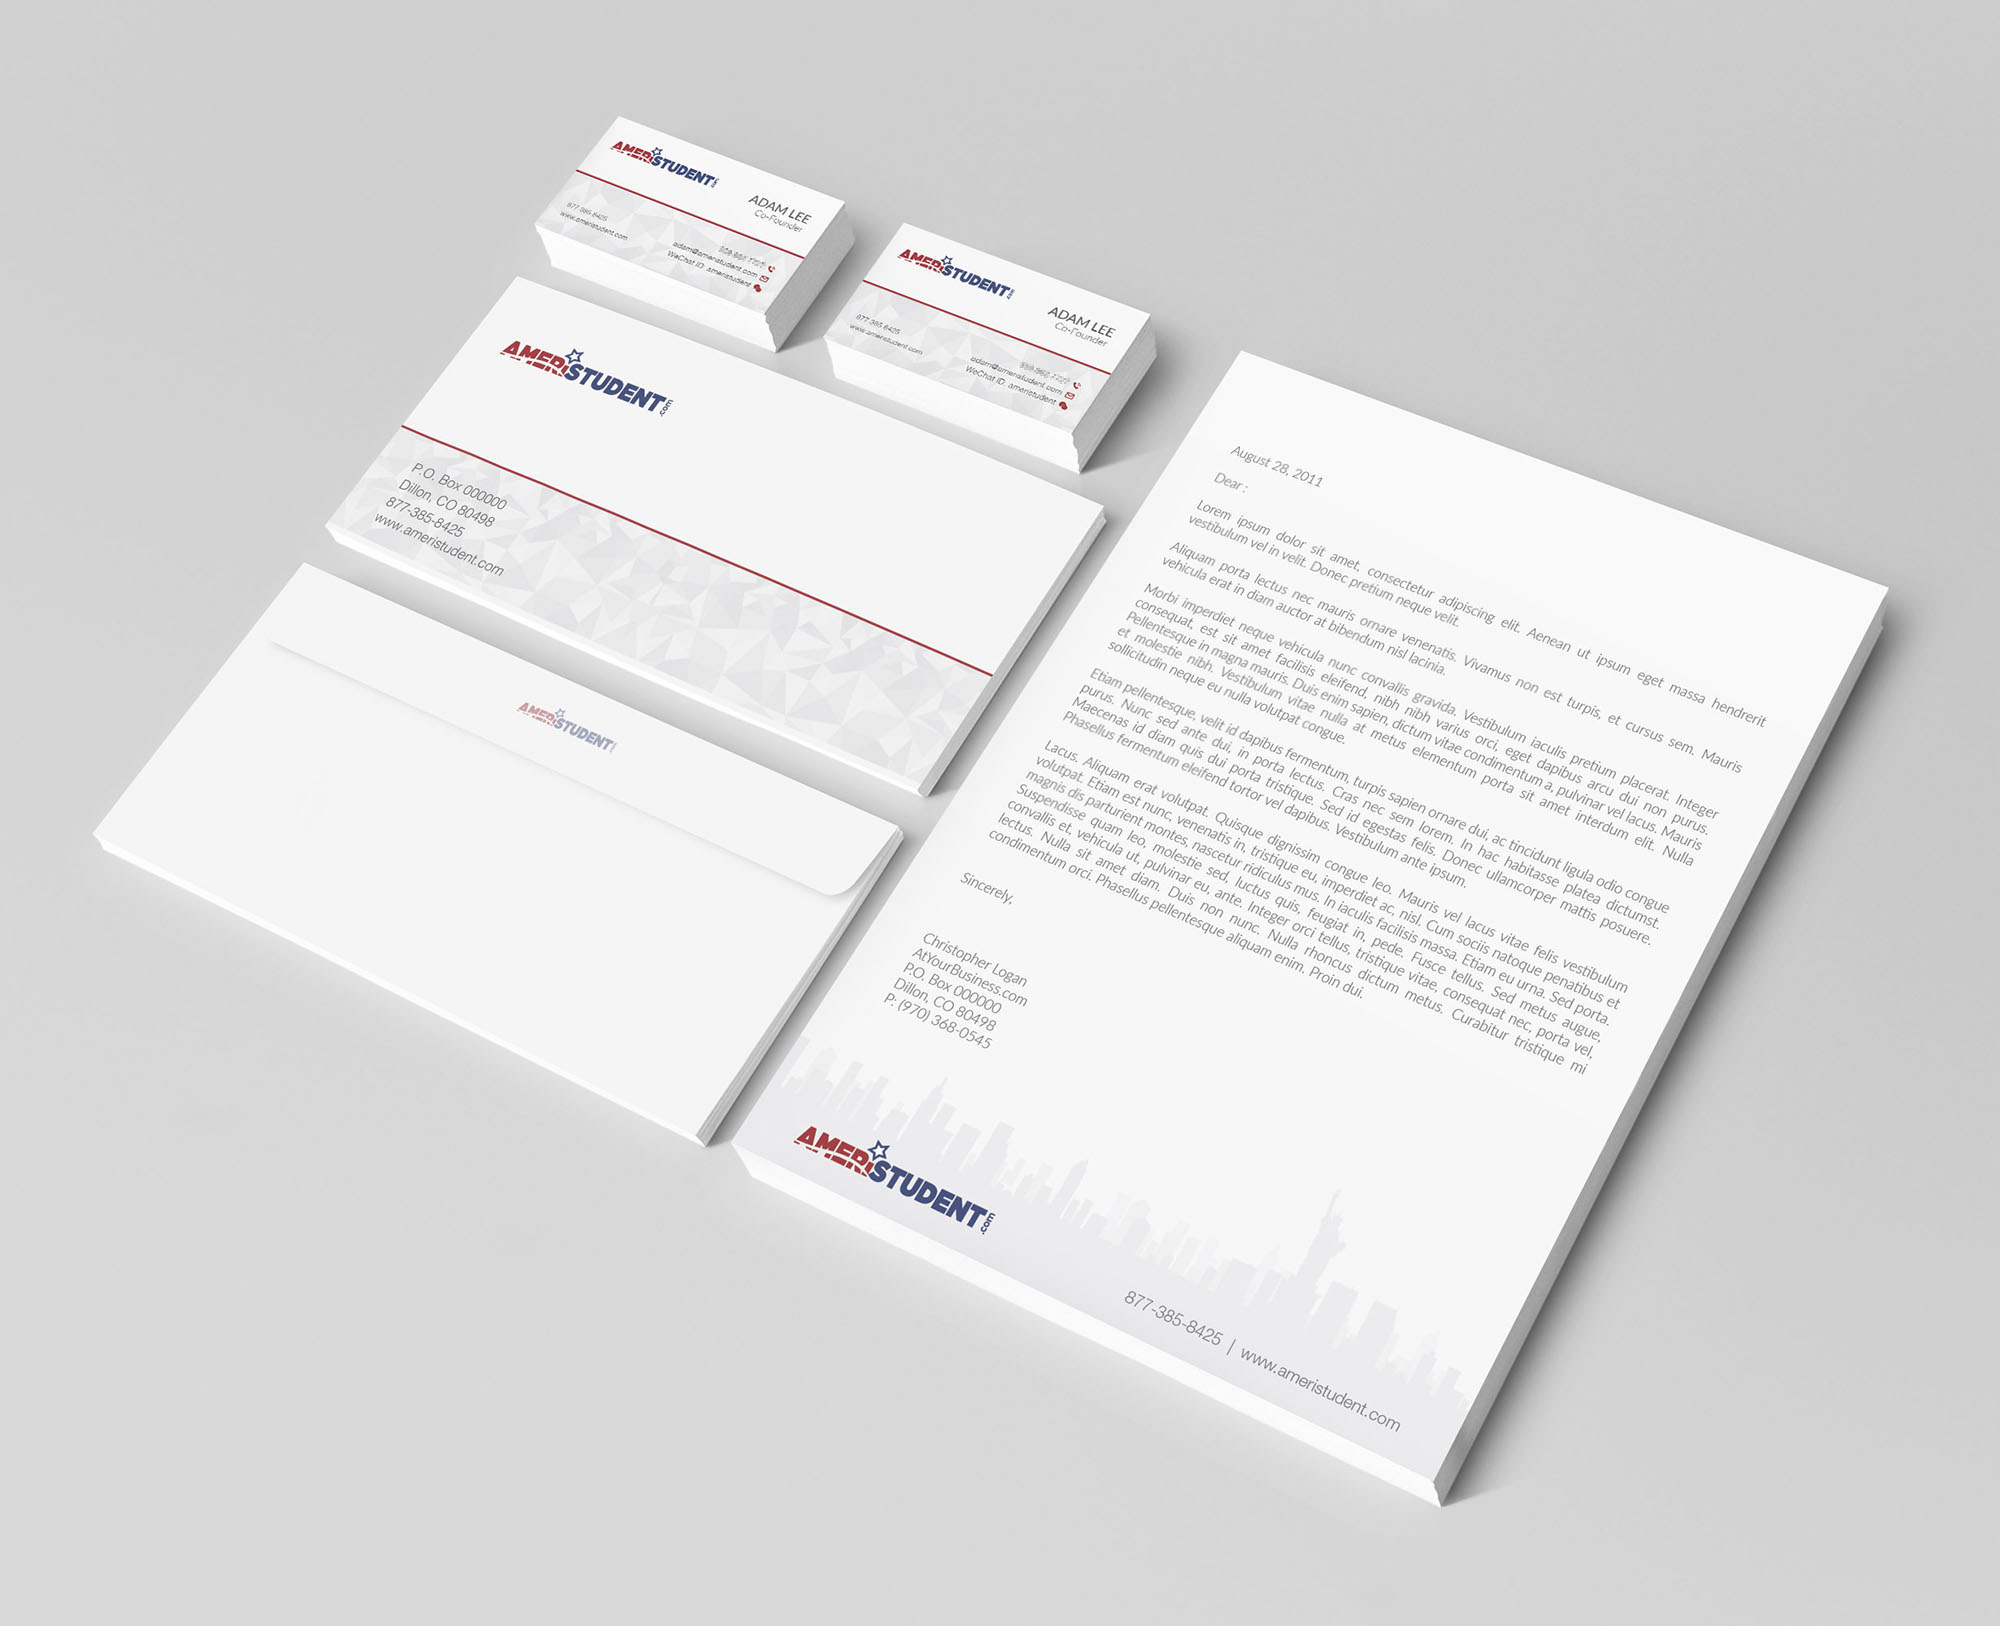 AMERISTUDENT.com
ADAM LEE
Co-Founder
877-385-8425
www.ameristudent.com
adam@ameristudent.com
WeChat ID: ameristudent
AMERISTUDENT.com
ADAM LEE
Co-Founder
877-385-8425
www.ameristudent.com
adam@ameristudent.com
WeChat ID: ameristudent
AMERISTUDENT.com
P.O. Box 000000
Dillon, CO 80498
877-385-8425
www.ameristudent.com
AMERISTUDENT.com
August 28, 2011
Dear :
Lorem ipsum dolor sit amet, consectetur adipiscing elit. Aenean ut ipsum eget massa hendrerit
vestibulum vel in velit. Donec pretium neque velit.
Aliquam porta lectus nec mauris ornare venenatis. Vivamus non est turpis, et cursus sem. Mauris
vehicula erat in diam auctor at bibendum nisl lacinia.
Morbi imperdiet neque vehicula nunc convallis gravida. Vestibulum iaculis pretium placerat. Integer
consequat, est sit amet facilisis eleifend, nibh nibh varius orci, eget dapibus arcu dui non purus.
Pellentesque in magna mauris. Duis enim sapien, dictum vitae condimentum a, pulvinar vel lacus. Mauris
et molestie nibh. Vestibulum vitae nulla at metus elementum porta sit amet interdum elit. Nulla
sollicitudin neque eu nulla volutpat congue.
Etiam pellentesque, velit id dapibus fermentum, turpis sapien ornare dui, ac tincidunt ligula odio congue
purus. Nunc sed ante dui, in porta lectus. Cras nec sem lorem. In hac habitasse platea dictumst.
Maecenas id diam quis dui porta tristique. Sed id egestas felis. Donec ullamcorper mattis posuere.
Phasellus fermentum eleifend tortor vel dapibus. Vestibulum ante ipsum.
Lacus. Aliquam erat volutpat. Quisque dignissim congue leo. Mauris vel lacus vitae felis vestibulum
volutpat. Etiam est nunc, venenatis in, tristique eu, imperdiet ac, nisl. Cum sociis natoque penatibus et
magnis dis parturient montes, nascetur ridiculus mus. In iaculis facilisis massa. Etiam eu urna. Sed porta.
Suspendisse quam leo, molestie sed, luctus quis, feugiat in, pede. Fusce tellus. Sed metus augue,
convallis et, vehicula ut, pulvinar eu, ante. Integer orci tellus, tristique vitae, consequat nec, porta vel,
lectus. Nulla sit amet diam. Duis non nunc. Nulla rhoncus dictum metus. Curabitur tristique mi
condimentum orci. Phasellus pellentesque aliquam enim. Proin dui.
Sincerely,
Christopher Logan
AtYourBusiness.com
P.O. Box 000000
Dillon, CO 80498
P: (970) 368-0545
AMERISTUDENT.com
877-385-8425 | www.ameristudent.com